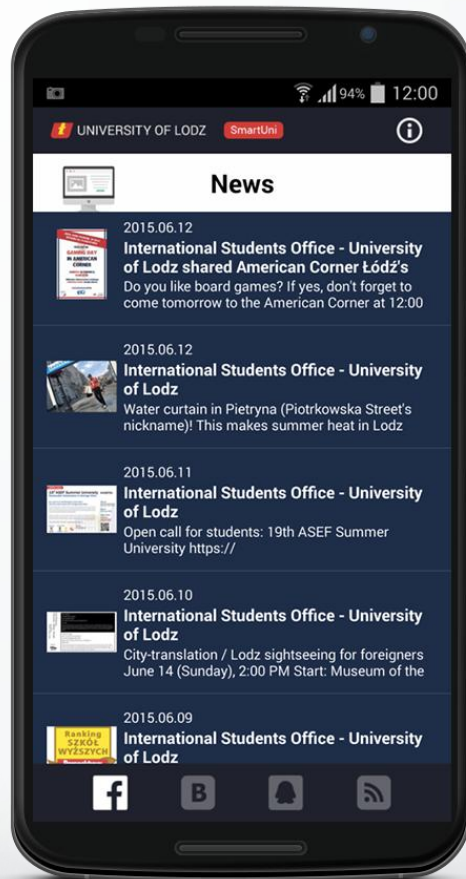 94% 12:00
UNIVERSITY OF LODZ SmartUni
News
2015.06.12
International Students Office - University
of Lodz shared American Corner Łódź's
Do you like board games? If yes, don't forget to
come tomorrow to the American Corner at 12:00
GAMING DAY
IN AMERICAN
CORNER
2015.06.12
International Students Office - University
of Lodz
Water curtain in Pietryna (Piotrkowska Street's
nickname)! This makes summer heat in Lodz
2015.06.11
International Students Office - University
of Lodz
Open call for students: 19th ASEF Summer
University https://
2015.06.10
International Students Office - University
of Lodz
City-translation / Lodz sightseeing for foreigners
June 14 (Sunday), 2:00 PM Start: Museum of the
2015.06.09
International Students Office - University
of Lodz
Ranking
SZKÓŁ
WYŻSZYCH
f B